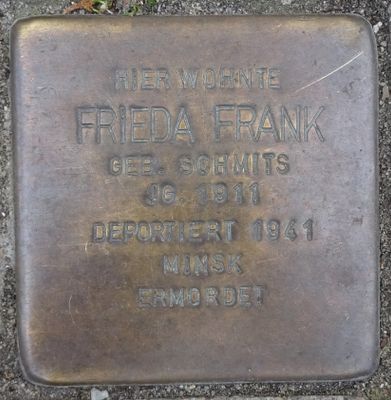 HIER WOHNTE
FRIEDA FRANK
GEB. SCHMITS
JG. 1911
DEPORTIERT 1941
MINSK
ERMORDET